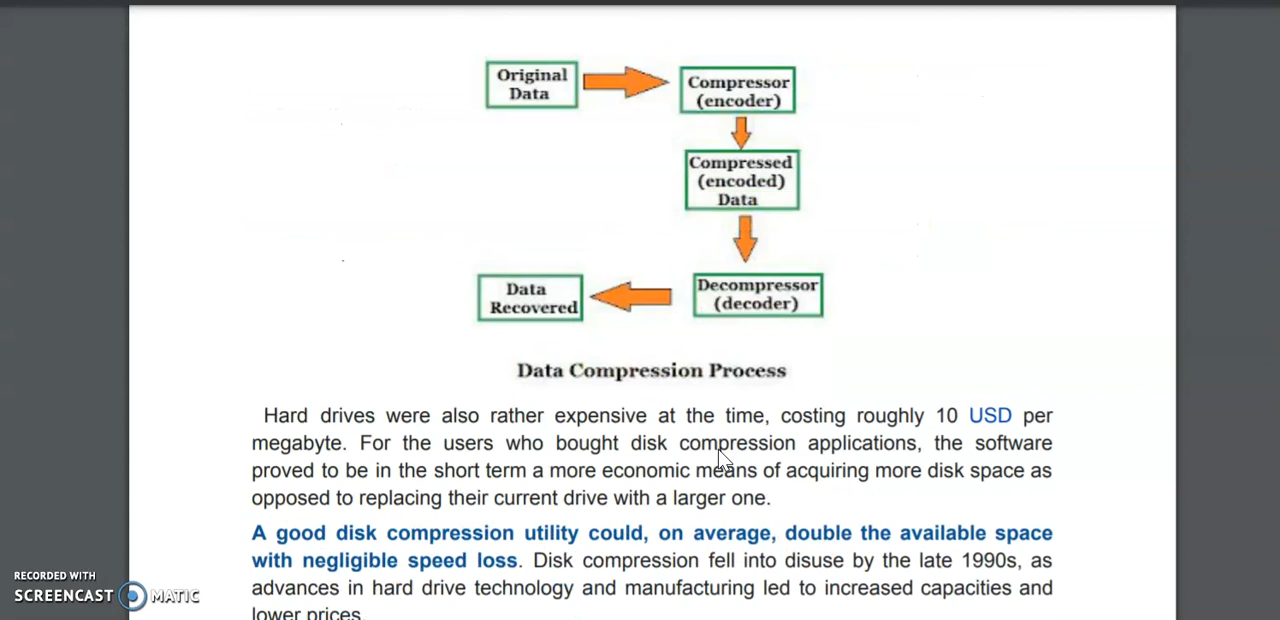 Original
Data
Compressor
(encoder)
Compressed
(encoded)
Data
Decompressor
(decoder)
Data
Recovered
Data Compression Process
Hard drives were also rather expensive at the time, costing roughly 10 USD per
megabyte. For the users who bought disk compression applications, the software
proved to be in the short term a more economic means of acquiring more disk space as
opposed to replacing their current drive with a larger one.
A good disk compression utility could, on average, double the available space
with negligible speed loss. Disk compression fell into disuse by the late 1990s, as
advances in hard drive technology and manufacturing led to increased capacities and
lower prices.
RECORDED WITH
SCREENCAST MATIC